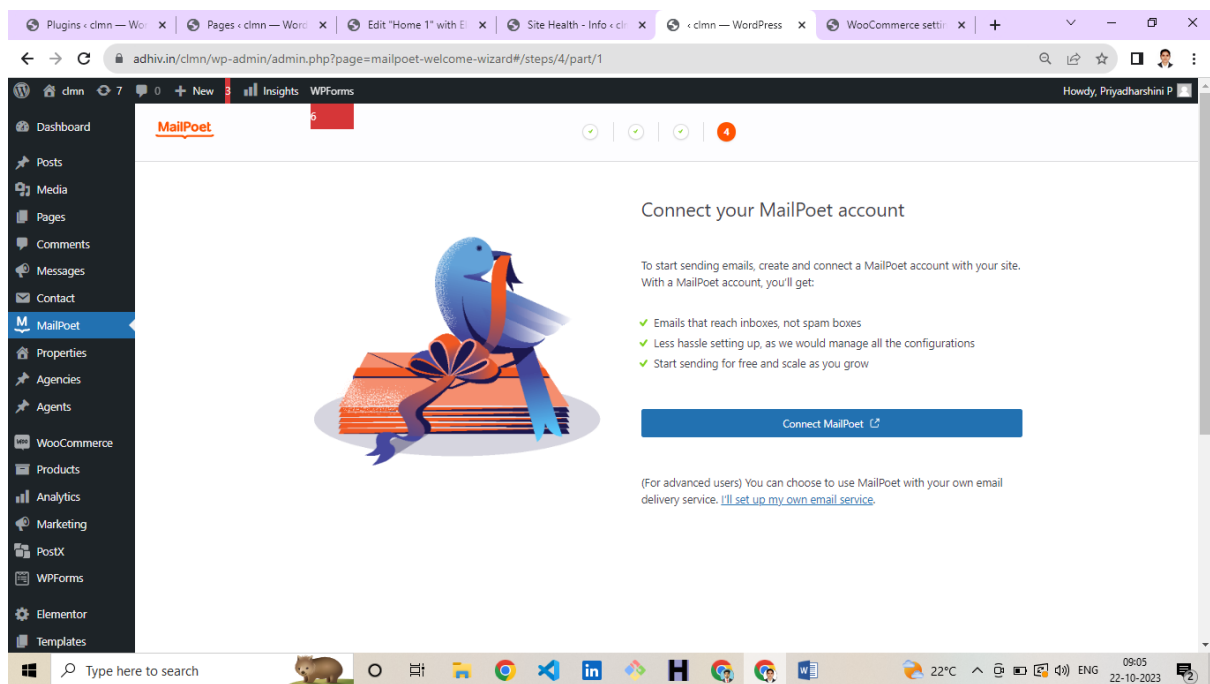 Plugins ‹ clmn — Wor
Pages ‹ clmn — Word
Edit "Home 1" with El
Site Health - Info ‹ cl
‹ clmn — WordPress
WooCommerce settin
adhiv.in/clmn/wp-admin/admin.php?page=mailpoet-welcome-wizard#/steps/4/part/1
clmn 7 0 New 3 Insights WPForms
6
Howdy, Priyadharshini P
Dashboard
Posts
Media
Pages
Comments
Messages
Contact
MailPoet
Properties
Agencies
Agents
WooCommerce
Products
Analytics
Marketing
PostX
WPForms
Elementor
Templates
MailPoet
4
Connect your MailPoet account
To start sending emails, create and connect a MailPoet account with your site.
With a MailPoet account, you'll get:
Emails that reach inboxes, not spam boxes
Less hassle setting up, as we would manage all the configurations
Start sending for free and scale as you grow
Connect MailPoet
(For advanced users) You can choose to use MailPoet with your own email
delivery service. I'll set up my own email service.
Type here to search
22°C
ENG
09:05
22-10-2023
2